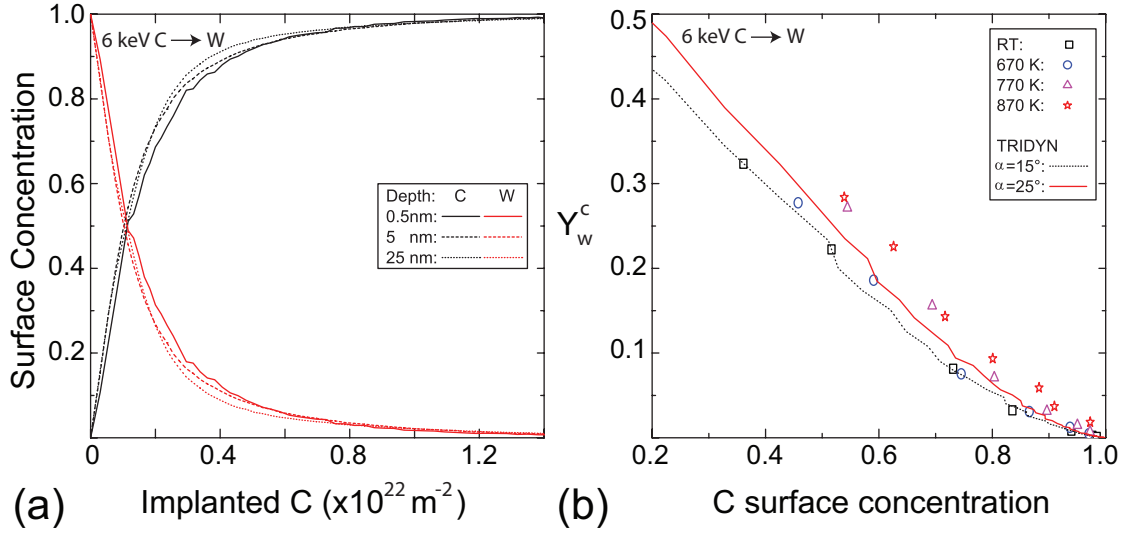 6 keV C → W
1.0
0.8
0.6
0.4
0.2
Surface Concentration
Depth: C W
0.5nm:
5 nm:
25 nm:
0 0.4 0.8 1.2
Implanted C (x10²² m⁻²)
(a)
6 keV C → W
0.5
0.4
0.3
0.2
0.1
Y_w^c
RT:
670 K:
770 K:
870 K:
TRIDYN
α=15°:
α=25°:
0.2 0.4 0.6 0.8 1.0
C surface concentration
(b)